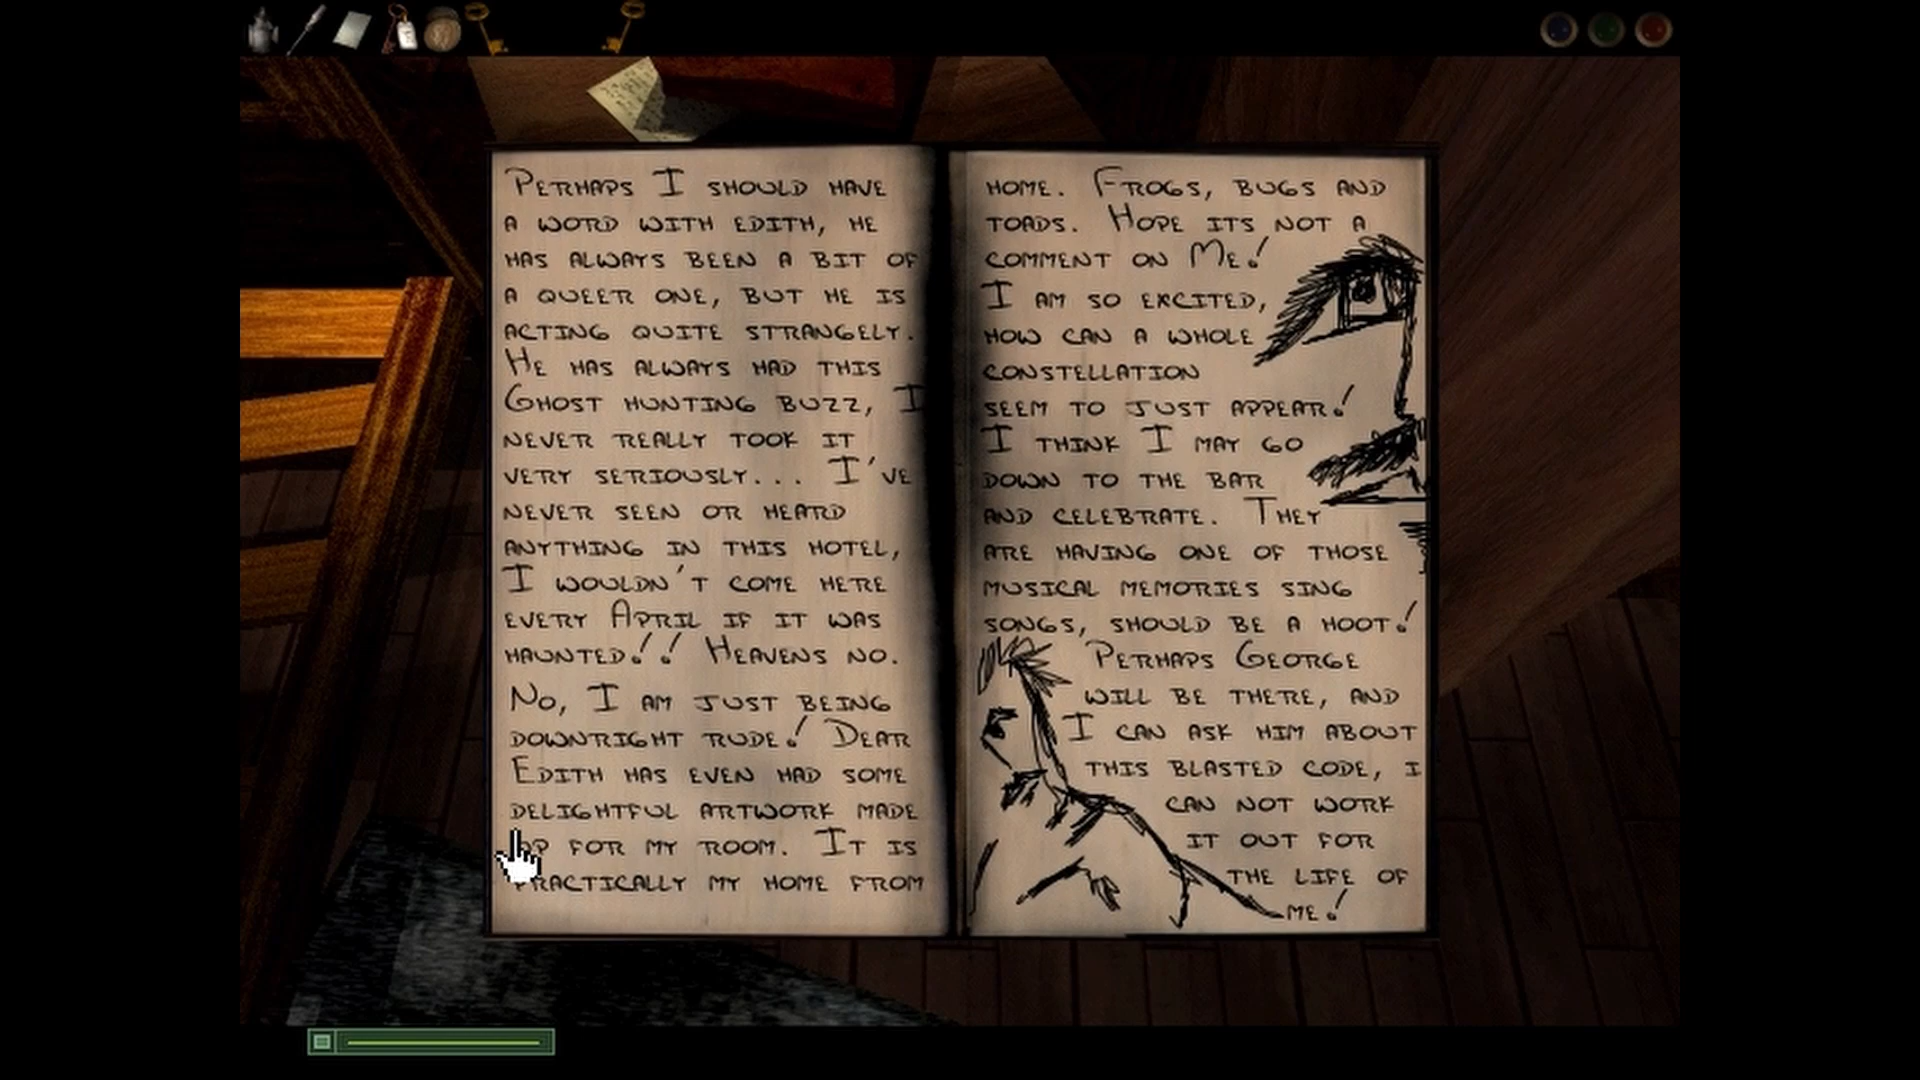 Perhaps I should have
a word with edith, he
has always been a bit of
a queer one, but he is
acting quite strangely.
He has always had this
Ghost hunting buzz, I
never really took it
very seriously... I've
never seen or heard
anything in this hotel,
I wouldn't come here
every April if it was
haunted!! Heavens no.
No, I am just being
downright rude! Dear
Edith has even had some
delightful artwork made
up for my room. It is
practically my home from
home. Frogs, bugs and
toads. Hope its not a
comment on Me!
I am so excited,
how can a whole
constellation
seem to just appear!
I think I may go
down to the bar
and celebrate. They
are having one of those
musical memories sing
songs, should be a hoot!
Perhaps George
will be there, and
I can ask him about
this blasted code, I
can not work
it out for
the life of
me!